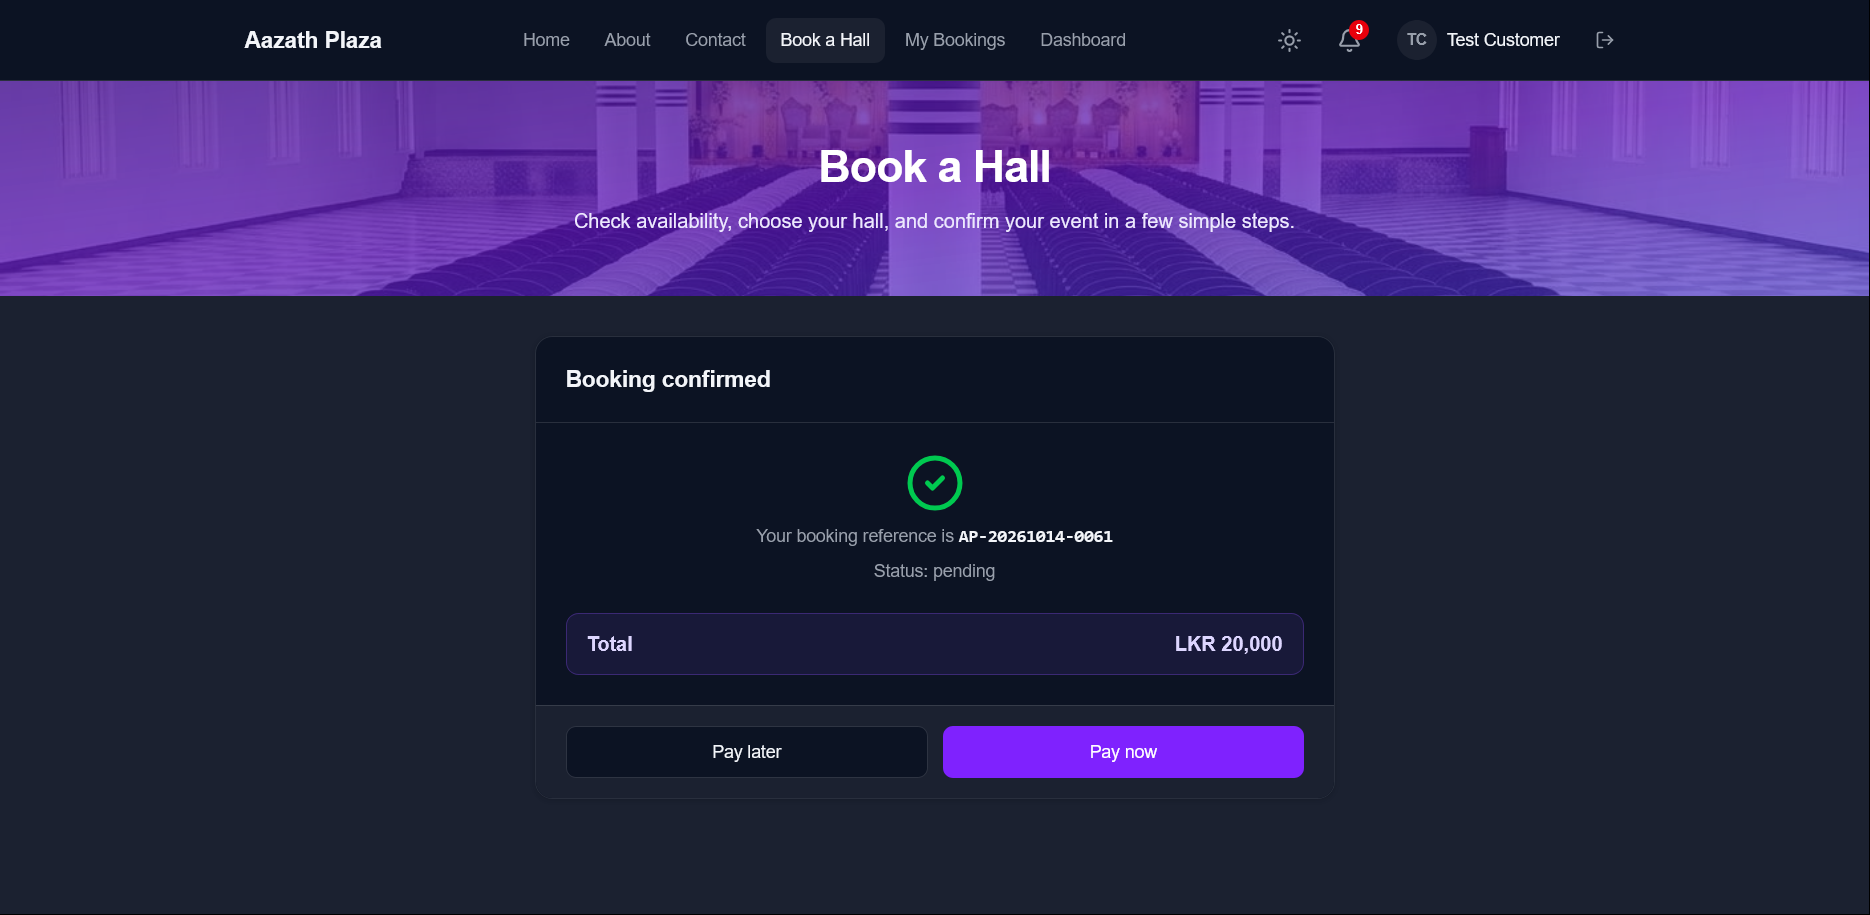 Aazath Plaza
Home About Contact Book a Hall My Bookings Dashboard
9
TC Test Customer
Book a Hall
Check availability, choose your hall, and confirm your event in a few simple steps.
Booking confirmed
Your booking reference is AP-20261014-0061
Status: pending
Total LKR 20,000
Pay later Pay now